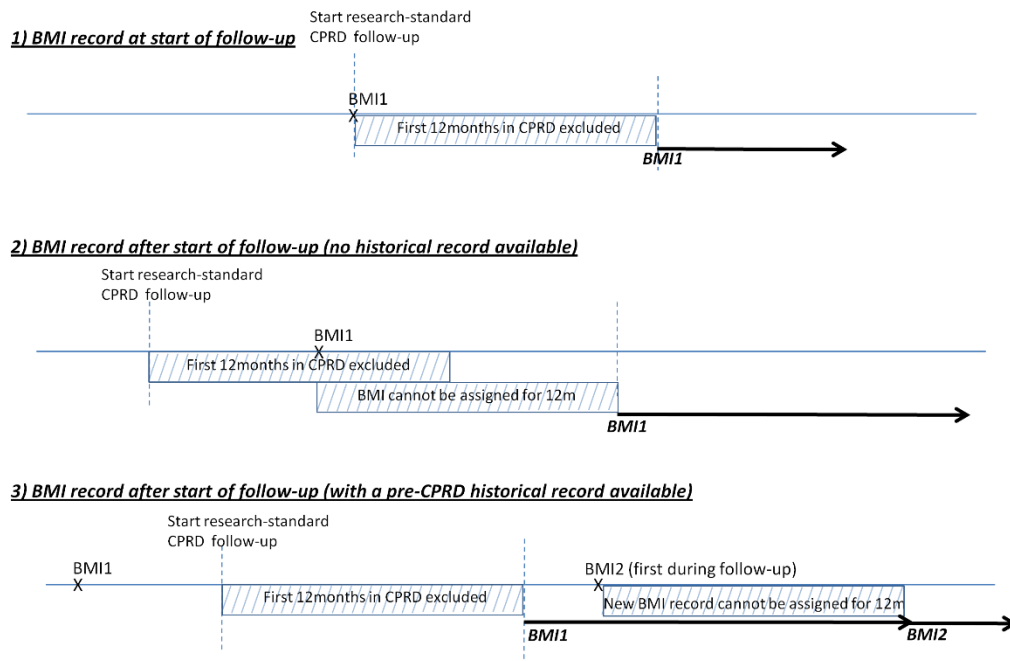 1) BMI record at start of follow-up
Start research-standard
CPRD follow-up
BMI1
X
First 12months in CPRD excluded
BMI1
2) BMI record after start of follow-up (no historical record available)
Start research-standard
CPRD follow-up
BMI1
X
First 12months in CPRD excluded
BMI cannot be assigned for 12m
BMI1
3) BMI record after start of follow-up (with a pre-CPRD historical record available)
Start research-standard
CPRD follow-up
BMI1
X
BMI2 (first during follow-up)
X
First 12months in CPRD excluded
New BMI record cannot be assigned for 12m
BMI1
BMI2